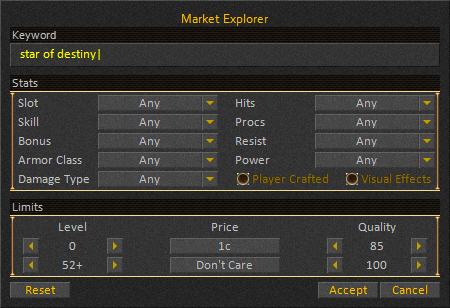 Market Explorer
Keyword
star of destiny
Stats
Slot Any Hits Any
Skill Any Procs Any
Bonus Any Resist Any
Armor Class Any Power Any
Damage Type Any Player Crafted Visual Effects
Limits
Level Price Quality
0 1c 85
52+ Don't Care 100
Reset Accept Cancel